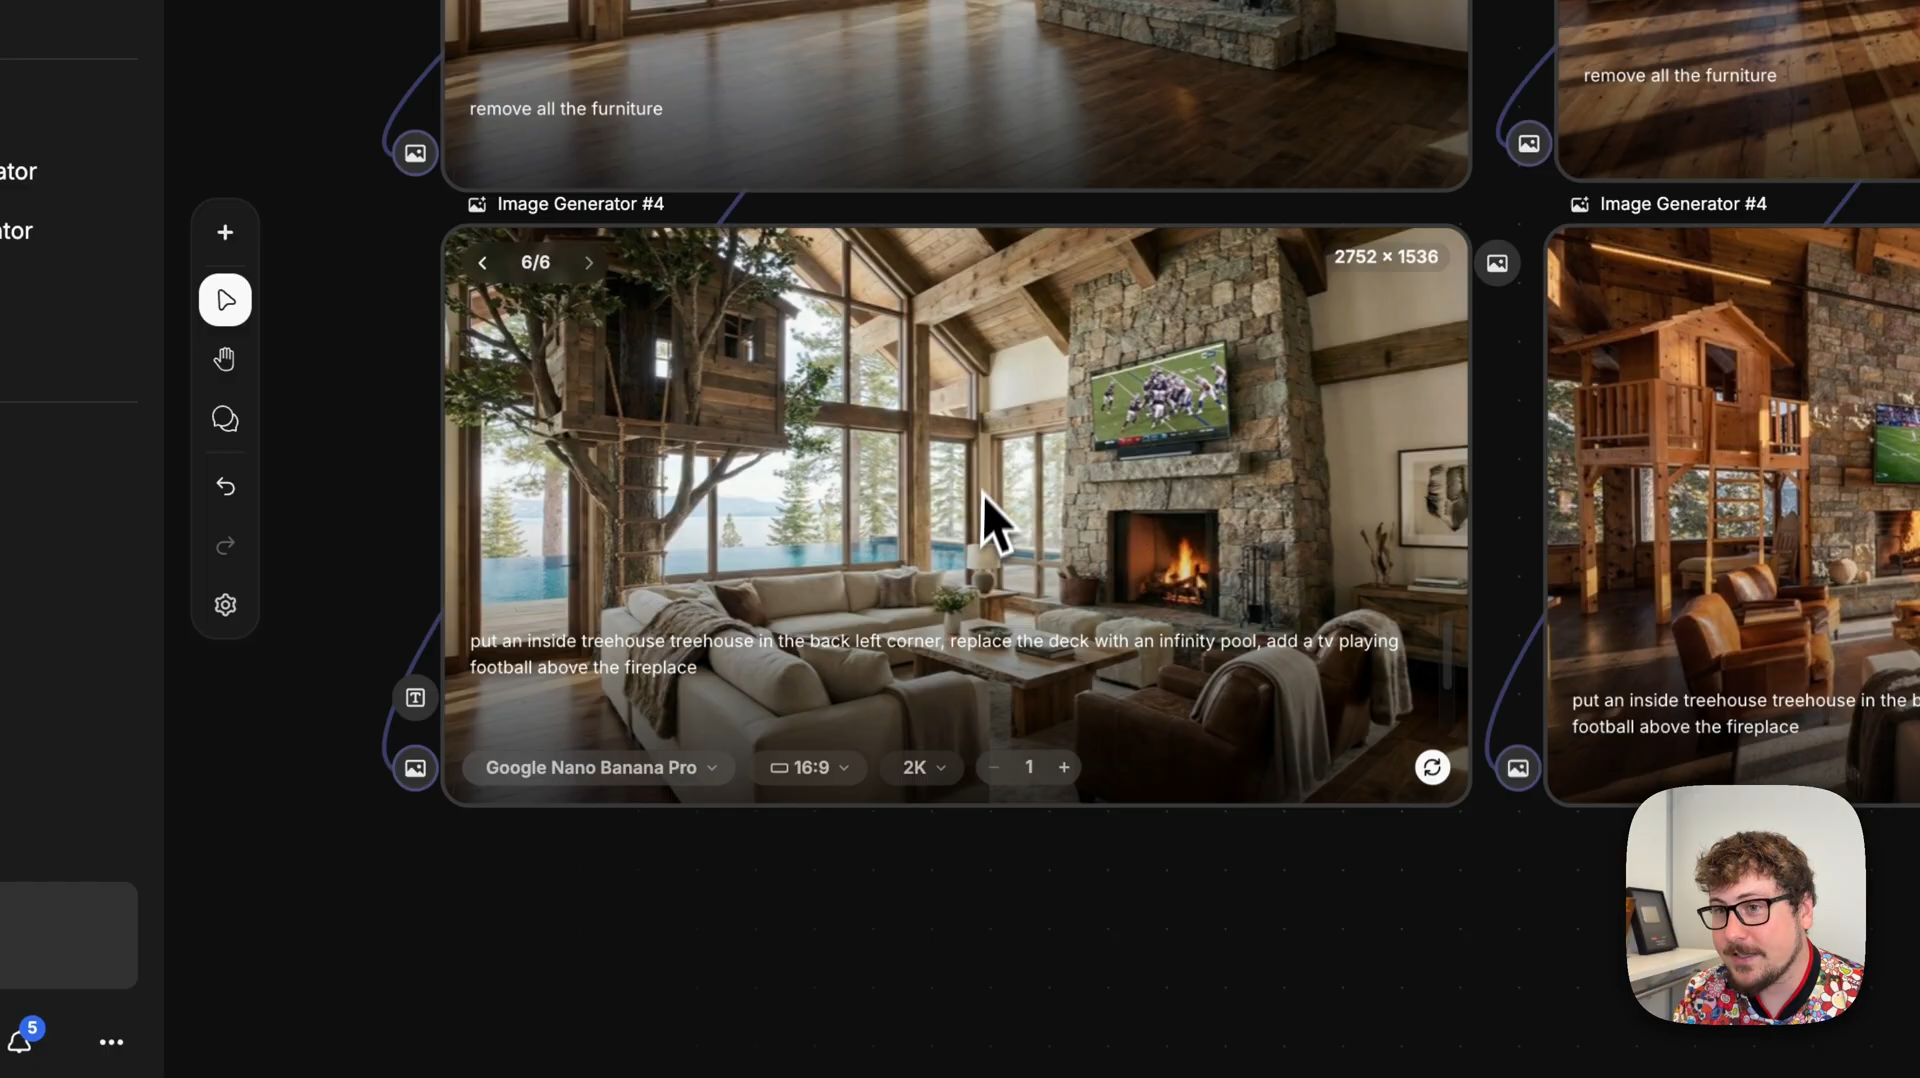 remove all the furniture
remove all the furniture
ator
tor
Image Generator #4
Image Generator #4
6/6
2752 × 1536
put an inside treehouse treehouse in the back left corner, replace the deck with an infinity pool, add a tv playing
football above the fireplace
put an inside treehouse treehouse in the b
football above the fireplace
Google Nano Banana Pro
16:9
2K
1
5